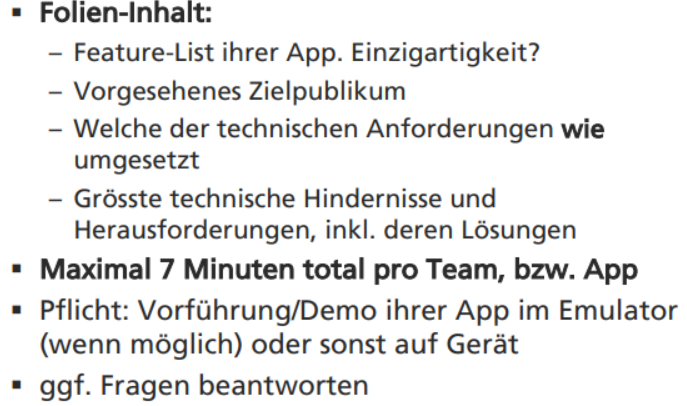 ▪ Folien-Inhalt:
– Feature-List ihrer App. Einzigartigkeit?
– Vorgesehenes Zielpublikum
– Welche der technischen Anforderungen wie
umgesetzt
– Grösste technische Hindernisse und
Herausforderungen, inkl. deren Lösungen
▪ Maximal 7 Minuten total pro Team, bzw. App
▪ Pflicht: Vorführung/Demo ihrer App im Emulator
(wenn möglich) oder sonst auf Gerät
▪ ggf. Fragen beantworten